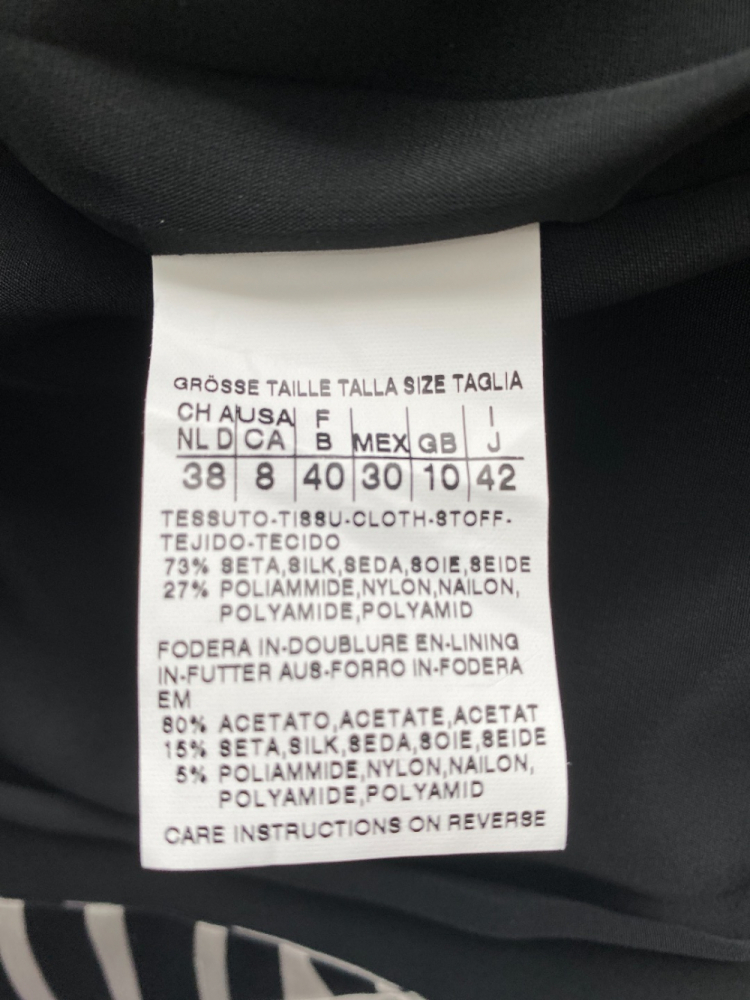 GRÖSSE TAILLE TALLA SIZE TAGLIA
CH A USA F I
NL D CA B MEX GB J
38 8 40 30 10 42
TESSUTO-TISSU-CLOTH-STOFF-
TEJIDO-TECIDO
73% SETA,SILK,SEDA,SOIE,SEIDE
27% POLIAMMIDE,NYLON,NAILON,
POLYAMIDE,POLYAMID
FODERA IN-DOUBLURE EN-LINING
IN-FUTTER AUS-FORRO IN-FODERA
EM
80% ACETATO,ACETATE,ACETAT
15% SETA,SILK,SEDA,SOIE,SEIDE
5% POLIAMMIDE,NYLON,NAILON,
POLYAMIDE,POLYAMID
CARE INSTRUCTIONS ON REVERSE